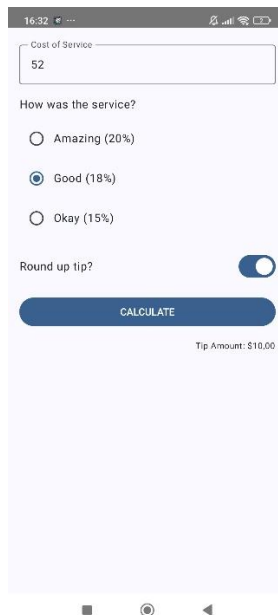 16:32
Cost of Service
52
How was the service?
Amazing (20%)
Good (18%)
Okay (15%)
Round up tip?
CALCULATE
Tip Amount: $10,00